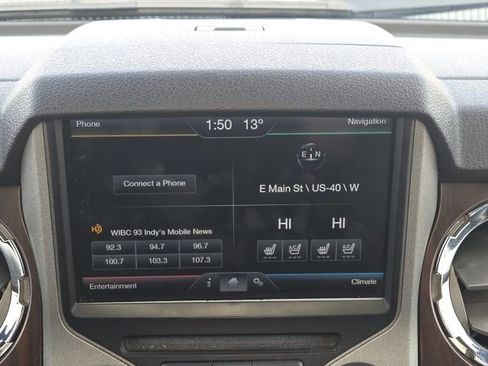 Phone
1:50 13°
Navigation
E N
Connect a Phone
E Main St \ US-40 \ W
HD
WIBC 93 Indy's Mobile News
HI HI
92.3 94.7 96.7
100.7 103.3 107.3
A/C A/C
Entertainment
i
Climate